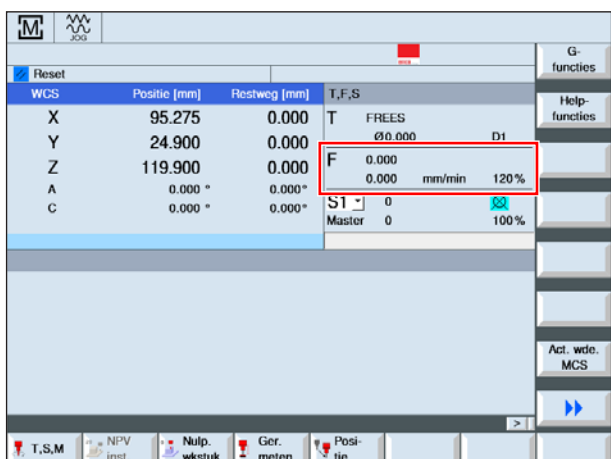 M JOG
G-functies
Reset
WCS Positie [mm] Restweg [mm] T,F,S
X 95.275 0.000 T FREES
Ø0.000 D1
Y 24.900 0.000
Z 119.900 0.000 F 0.000
0.000 mm/min 120%
A 0.000 ° 0.000°
C 0.000 ° 0.000° S1 0
Master 0 100%
Help-functies
Act. wde.
MCS
>
T,S,M
NPV
inst.
Nulp.
wkstuk
Ger.
meten
Posi-
tie